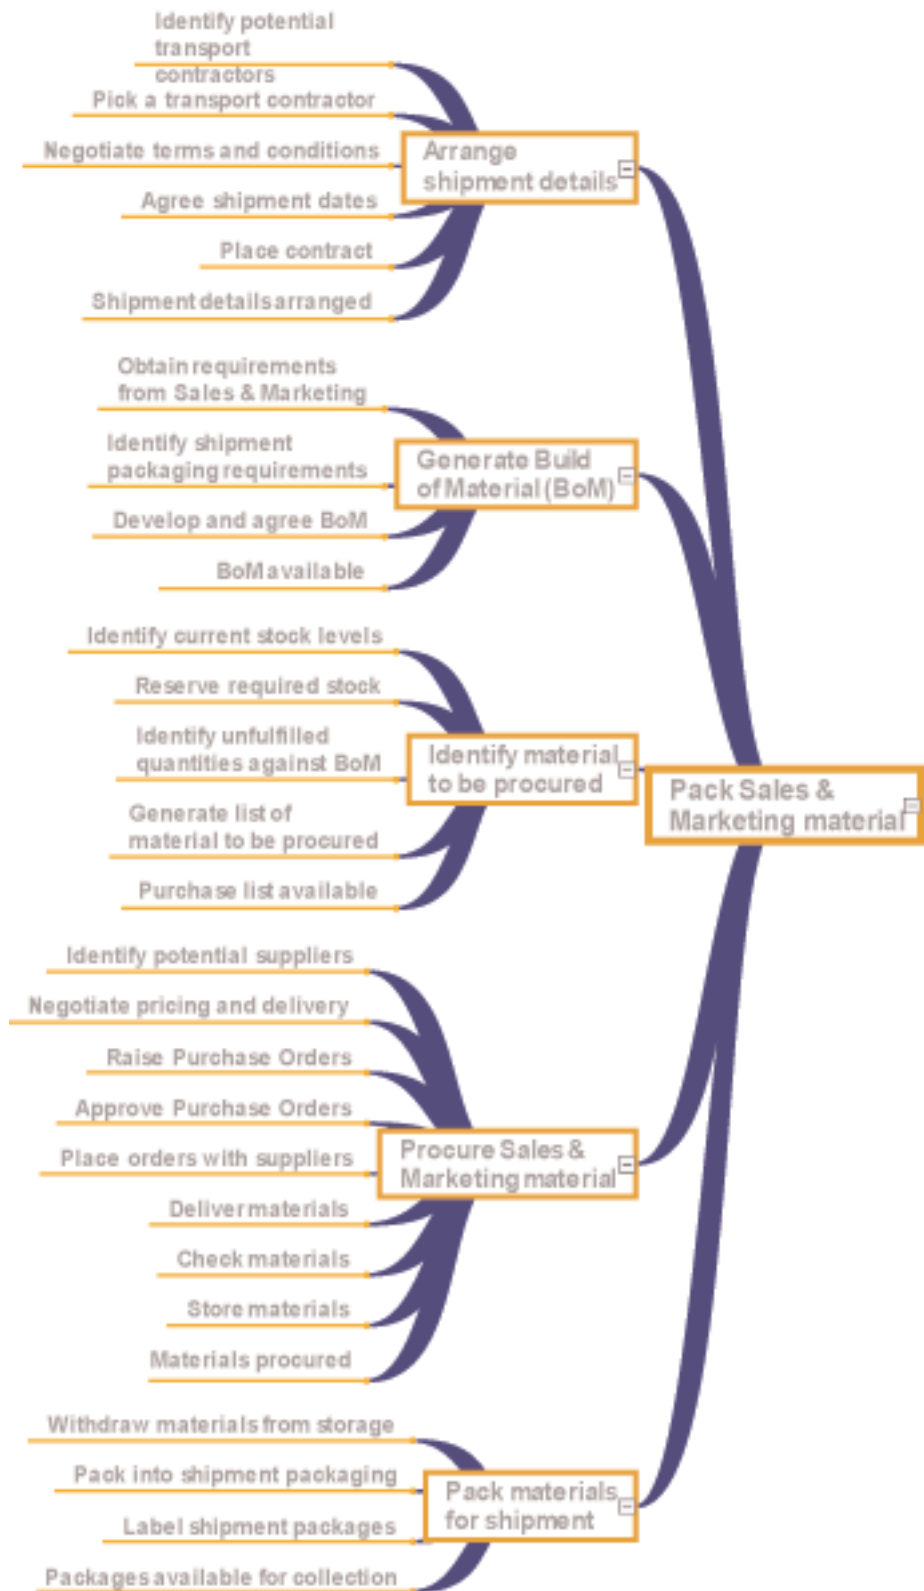 Identify potential
transport
contractors
Pick a transport contractor
Negotiate terms and conditions
Agree shipment dates
Place contract
Shipment details arranged
Arrange
shipment details
Obtain requirements
from Sales & Marketing
Identify shipment
packaging requirements
Develop and agree BoM
BoM available
Generate Build
of Material (BoM)
Identify current stock levels
Reserve required stock
Identify unfulfilled
quantities against BoM
Generate list of
material to be procured
Purchase list available
Identify material
to be procured
Pack Sales &
Marketing material
Identify potential suppliers
Negotiate pricing and delivery
Raise Purchase Orders
Approve Purchase Orders
Place orders with suppliers
Deliver materials
Check materials
Store materials
Materials procured
Procure Sales &
Marketing material
Withdraw materials from storage
Pack into shipment packaging
Label shipment packages
Packages available for collection
Pack materials
for shipment